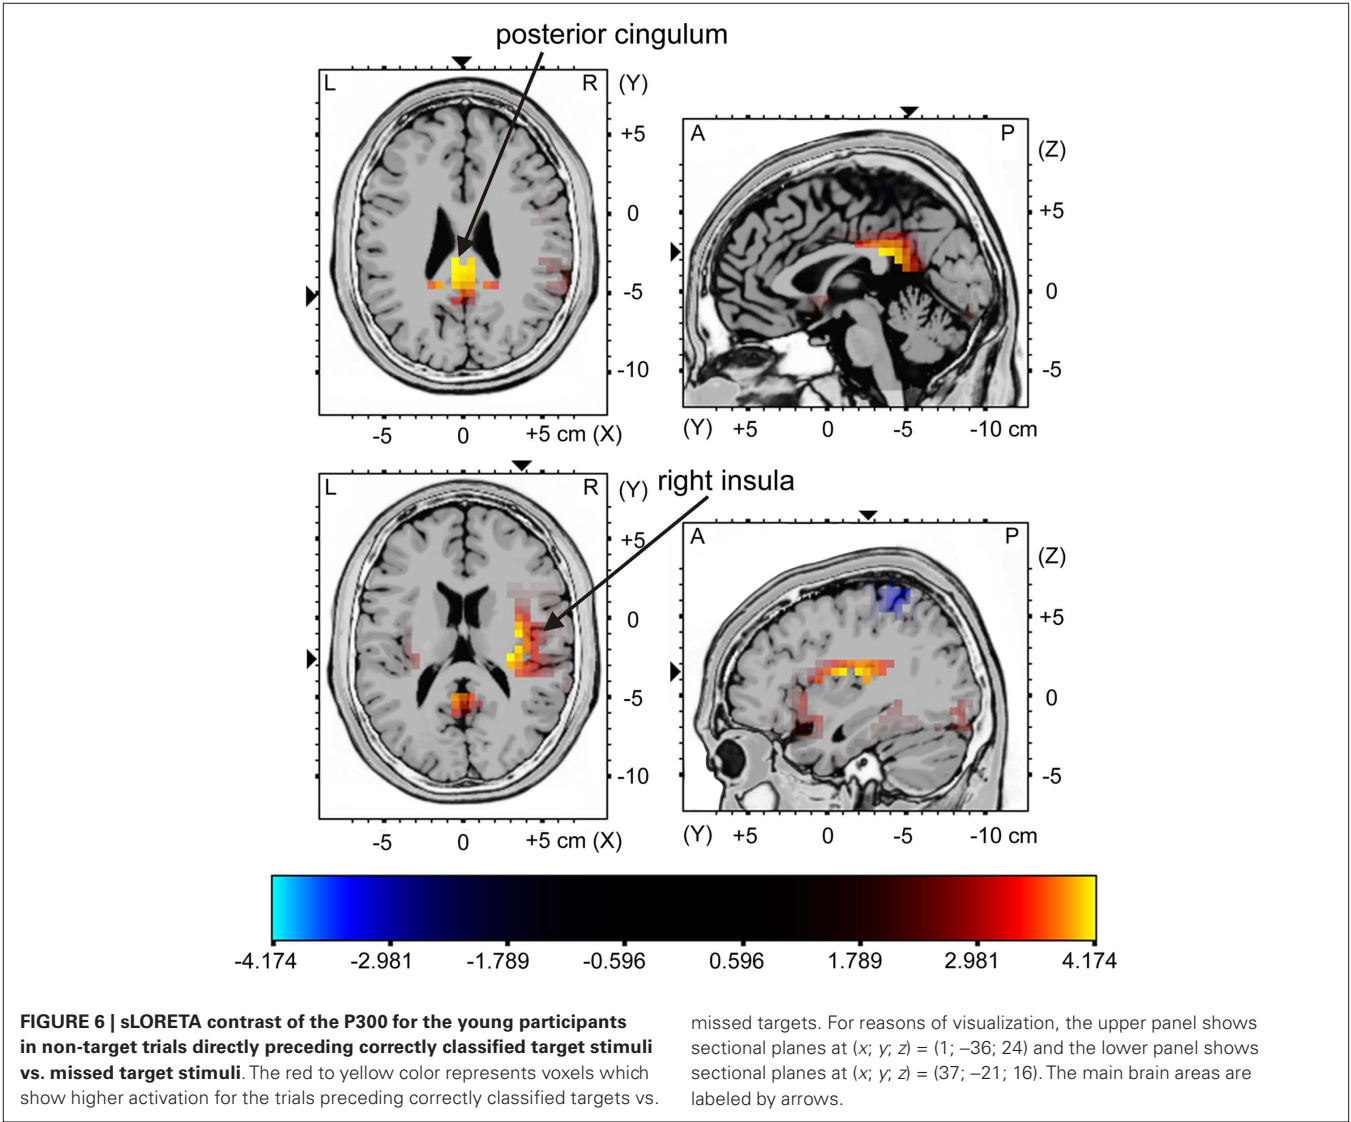 posterior cingulum
L R (Y)
+5
0
-5
-10
-5 0 +5 cm (X)
A P
(Z)
+5
0
-5
(Y) +5 0 -5 -10 cm
right insula
L R (Y)
+5
0
-5
-10
-5 0 +5 cm (X)
A P
(Z)
+5
0
-5
(Y) +5 0 -5 -10 cm
-4.174 -2.981 -1.789 -0.596 0.596 1.789 2.981 4.174
FIGURE 6 | sLORETA contrast of the P300 for the young participants
in non-target trials directly preceding correctly classified target stimuli
vs. missed target stimuli. The red to yellow color represents voxels which
show higher activation for the trials preceding correctly classified targets vs.
missed targets. For reasons of visualization, the upper panel shows
sectional planes at (x; y; z) = (1; –36; 24) and the lower panel shows
sectional planes at (x; y; z) = (37; –21; 16). The main brain areas are
labeled by arrows.